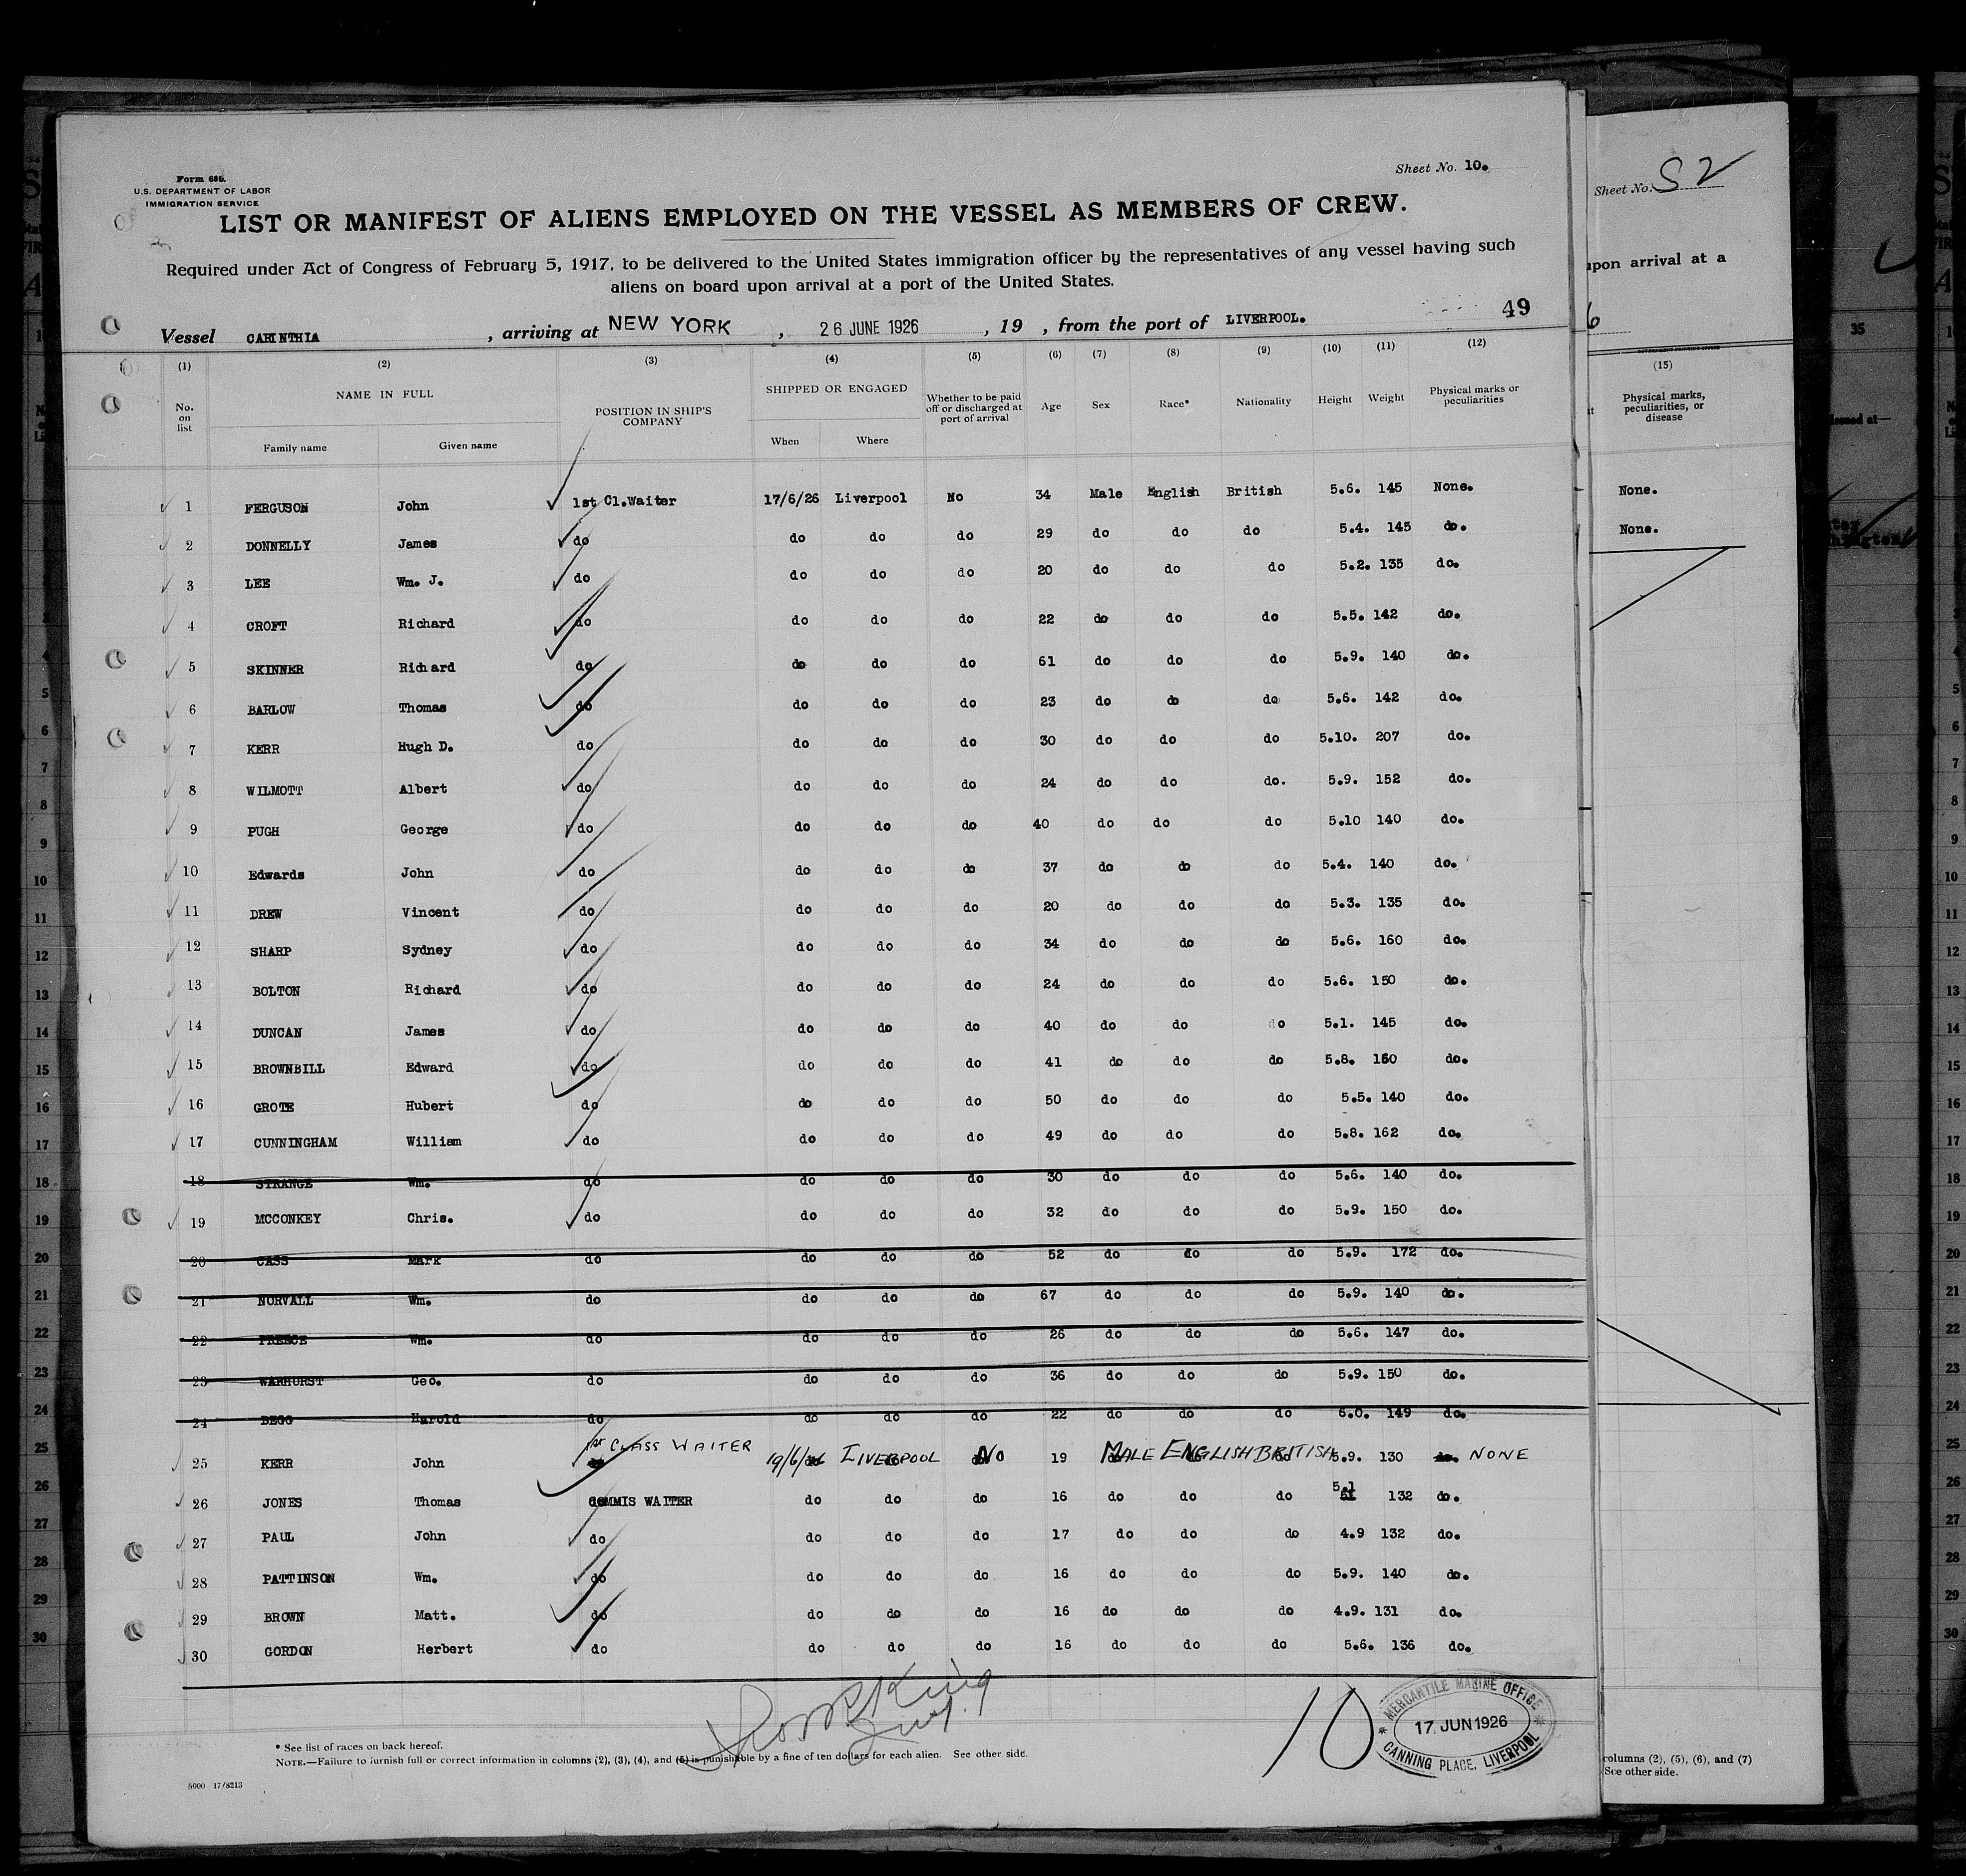 Form 680.
U.S. DEPARTMENT OF LABOR
IMMIGRATION SERVICE
Sheet No. 10.
LIST OR MANIFEST OF ALIENS EMPLOYED ON THE VESSEL AS MEMBERS OF CREW.
Required under Act of Congress of February 5, 1917, to be delivered to the United States immigration officer by the representatives of any vessel having such
aliens on board upon arrival at a port of the United States.
49
Vessel CARINTHIA, arriving at NEW YORK, 26 JUNE 1926, 19 , from the port of LIVERPOOL.
(1) (2) (3) (4) (5) (6) (7) (8) (9) (10) (11) (12)
No. on list NAME IN FULL Family name Given name POSITION IN SHIP'S COMPANY SHIPPED OR ENGAGED When Where Whether to be paid off or discharged at port of arrival Age Sex Race* Nationality Height Weight Physical marks or peculiarities
1 FERGUSON John 1st Cl.Waiter 17/6/26 Liverpool No 34 Male English British 5.6. 145 None.
2 DONNELLY James do do do do 29 do do do 5.4. 145 do.
3 LEE Wm. J. do do do do 20 do do do 5.2. 135 do.
4 CROFT Richard do do do do 22 do do do 5.5. 142 do.
5 SKINNER Richard do do do do 61 do do do 5.9. 140 do.
6 BARLOW Thomas do do do do 23 do do do 5.6. 142 do.
7 KERR Hugh D. do do do do 30 do do do 5.10. 207 do.
8 WILMOTT Albert do do do do 24 do do do. 5.9. 152 do.
9 PUGH George do do do do 40 do do do 5.10 140 do.
10 Edwards John do do do do 37 do do do 5.4. 140 do.
11 DREW Vincent do do do do 20 do do do 5.3. 135 do.
12 SHARP Sydney do do do do 34 do do do 5.6. 160 do.
13 BOLTON Richard do do do do 24 do do do 5.6. 150 do.
14 DUNCAN James do do do do 40 do do do 5.1. 145 do.
15 BROWNBILL Edward do do do do 41 do do do 5.8. 160 do.
16 GROTE Hubert do do do do 50 do do do 5.5. 140 do.
17 CUNNINGHAM William do do do do 49 do do do 5.8. 162 do.
18 STRANGE Wm. do do do do 30 do do do 5.6. 140 do.
19 MCCONKEY Chris. do do do do 32 do do do 5.9. 150 do.
20 CASS Mark do do do do 52 do do do 5.9. 172 do.
21 NORVALL Wm. do do do do 67 do do do 5.9. 140 do.
22 PREECE Wm. do do do do 26 do do do 5.6. 147 do.
23 WARHURST Geo. do do do do 36 do do do 5.9. 150 do.
24 BEGG Harold do do do do 22 do do do 6.0. 149 do.
25 KERR John 1st CLASS WAITER 19/6/26 LIVERPOOL NO 19 MALE ENGLISH BRITISH 5.9. 130 NONE
26 JONES Thomas COMMIS WAITER do do do 16 do do do 5.1 132 do.
27 PAUL John do do do do 17 do do do 4.9 132 do.
28 PATTINSON Wm. do do do do 16 do do do 5.9. 140 do.
29 BROWN Matt. do do do do 16 do do do 4.9. 131 do.
30 GORDON Herbert do do do do 16 do do do 5.6. 136 do.
10
MERCANTILE MARINE OFFICE
17 JUN 1926
CANNING PLACE, LIVERPOOL
* See list of races on back hereof.
NOTE.—Failure to furnish full or correct information in columns (2), (3), (4), and (5) is punishable by a fine of ten dollars for each alien. See other side.
5000 17/8213
Sheet No. 52
upon arrival at a
(15)
Physical marks,
peculiarities, or
disease
None.
None.
columns (2), (5), (6), and (7)
See other side.
35